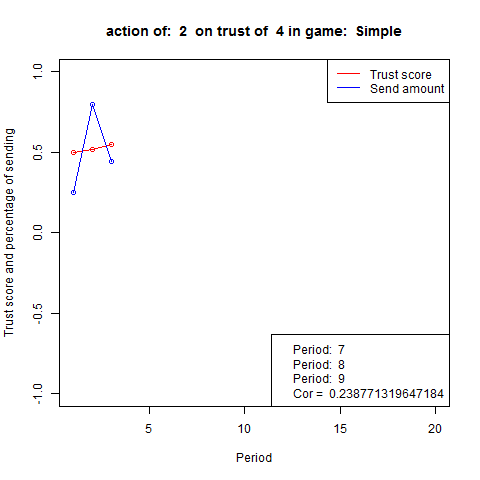 action of:  2  on trust of  4 in game:  Simple
Trust score and percentage of sending
1.0
0.5
0.0
-0.5
-1.0
Trust score
Send amount
Period:  7
Period:  8
Period:  9
Cor =  0.238771319647184
5
10
15
20
Period